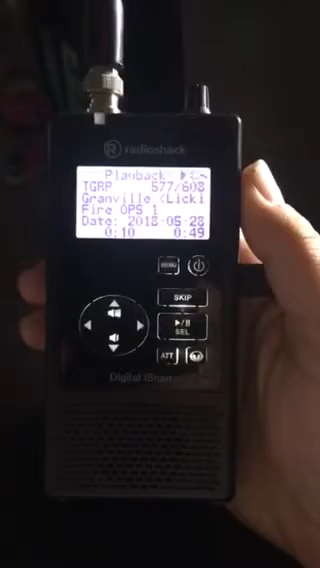 R radioshack
Playback
TGRP 577/608
Granville (Licki
Fire OPS 1
Date: 2018-05-28
0:10 0:49
MENU
SKIP
▶/II
SEL
ATT
Digital iScan